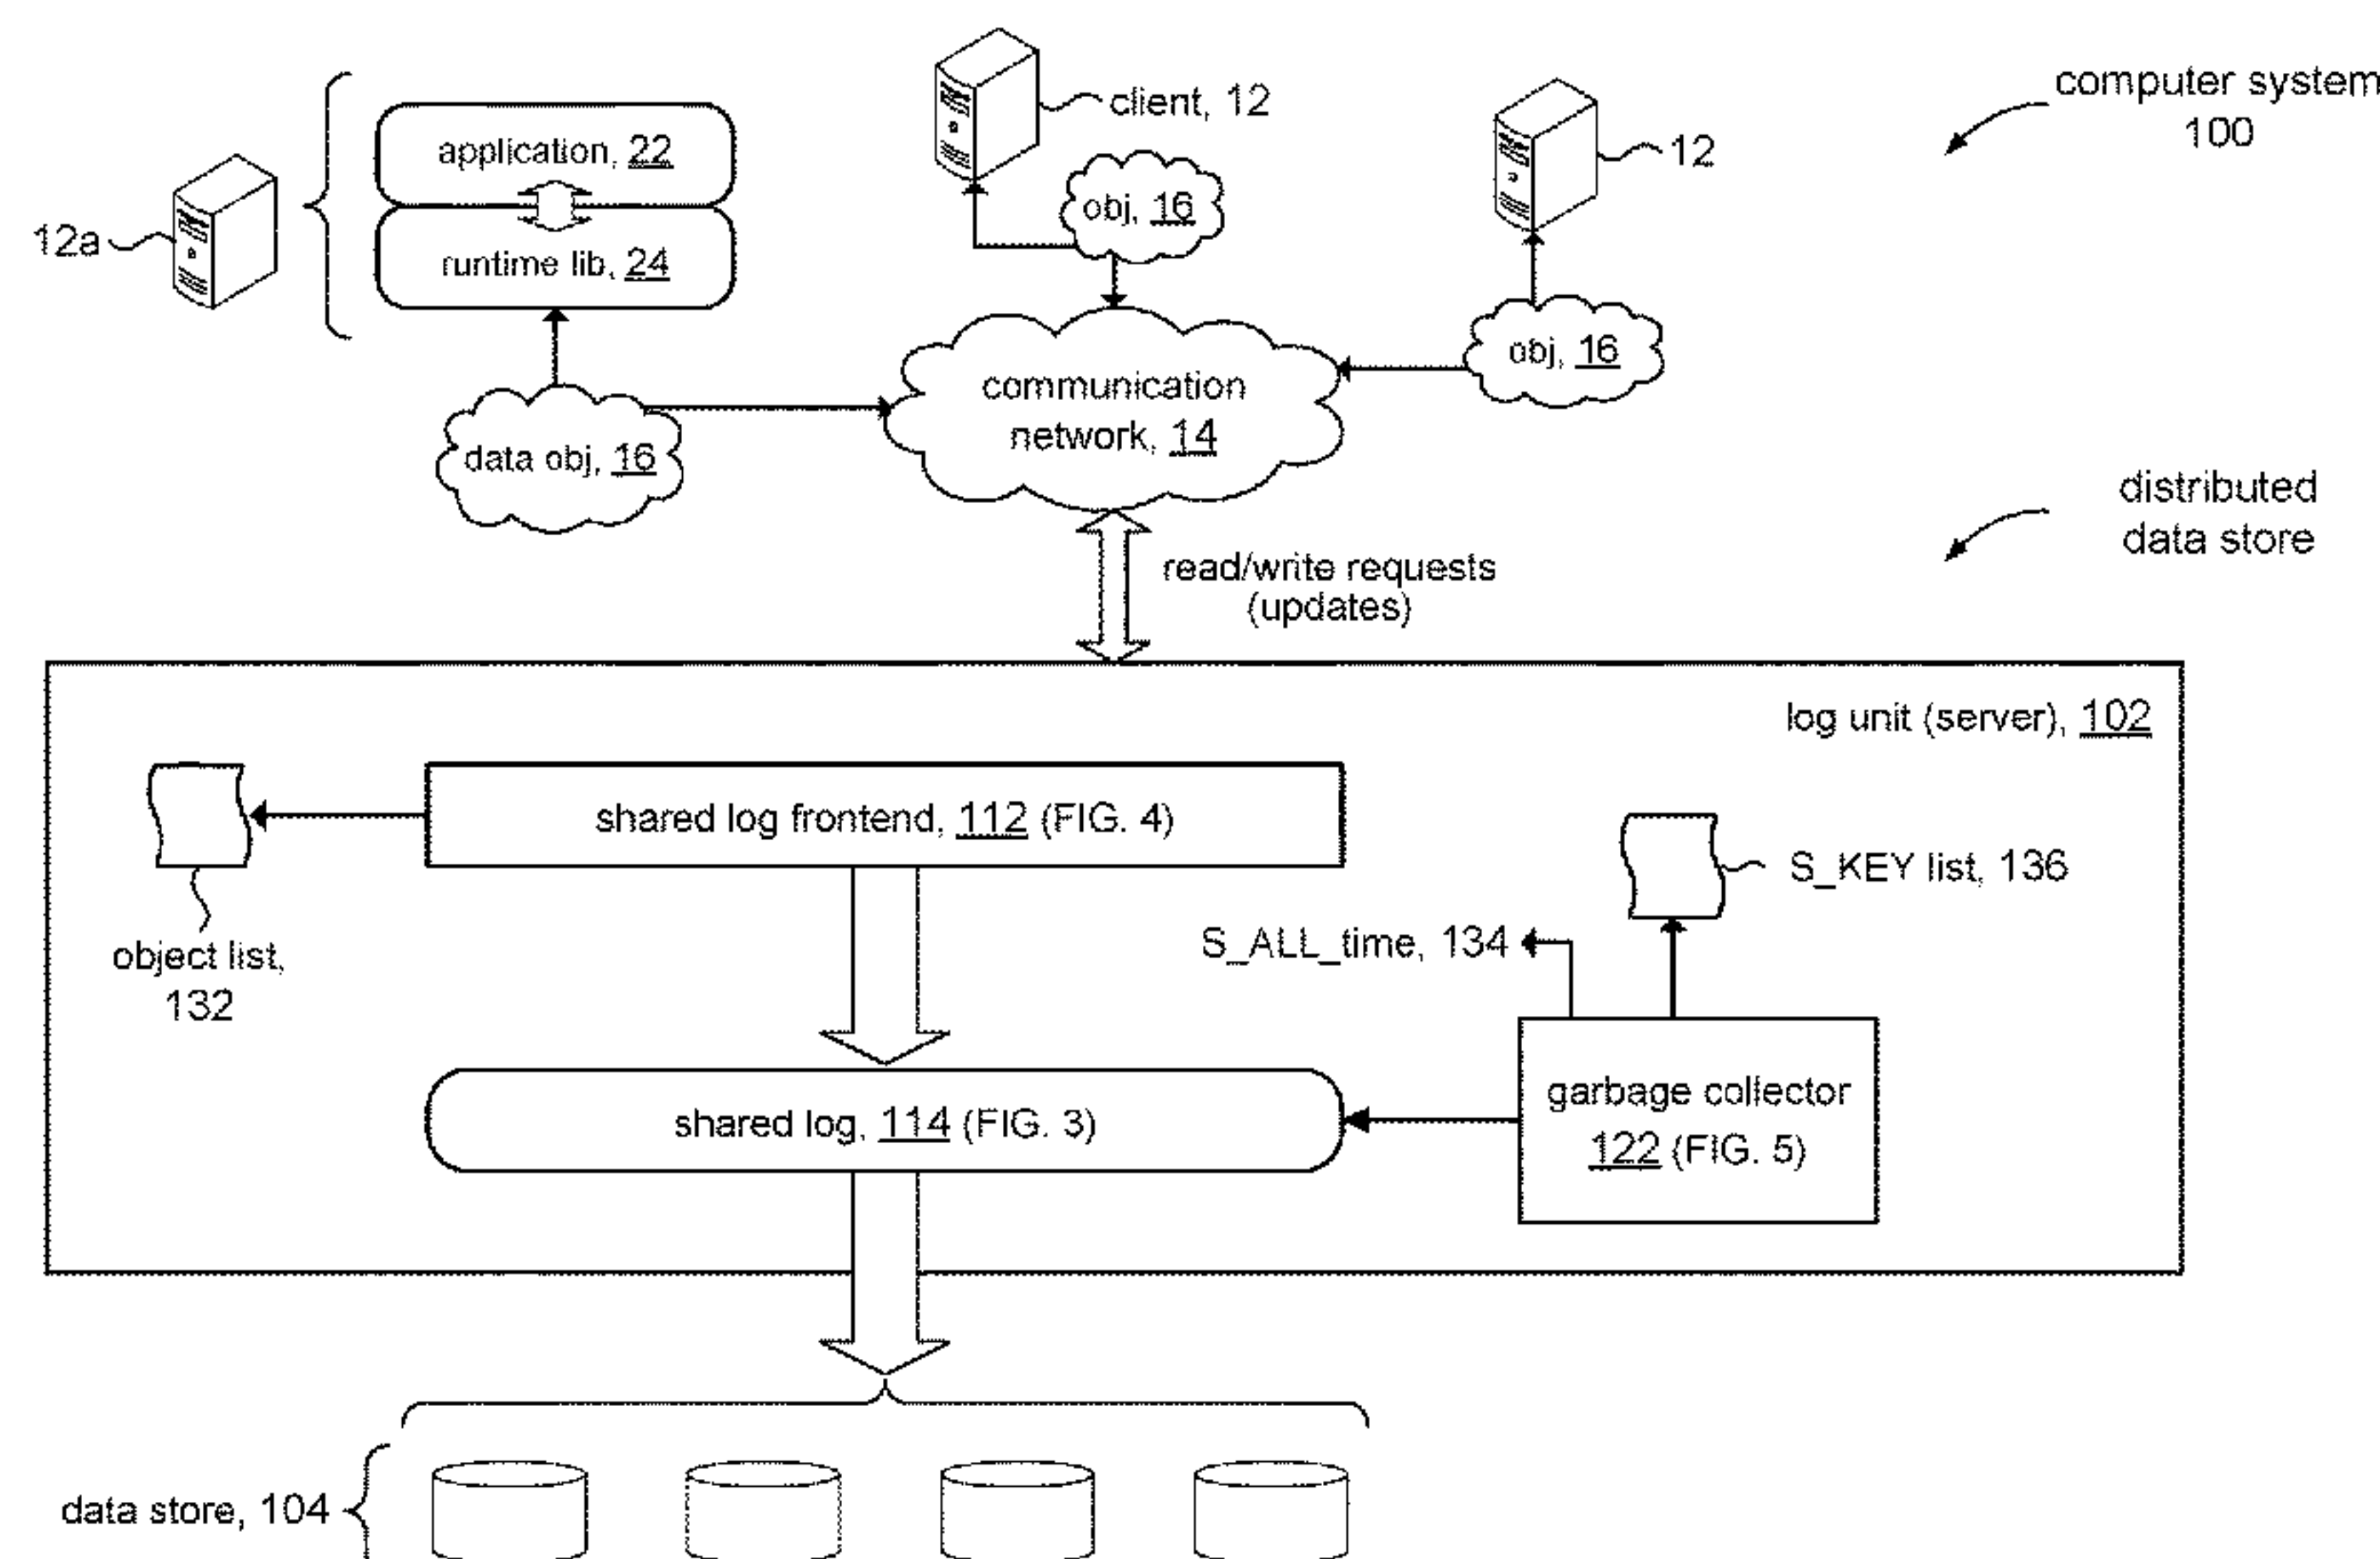 computer system
100
client, 12
12
application, 22
obj, 16
12a
runtime lib, 24
obj, 16
communication
network, 14
data obj, 16
distributed
data store
read/write requests
(updates)
log unit (server), 102
shared log frontend, 112 (FIG. 4)
S_KEY list, 136
S_ALL_time, 134
object list,
132
garbage collector
122 (FIG. 5)
shared log, 114 (FIG. 3)
data store, 104